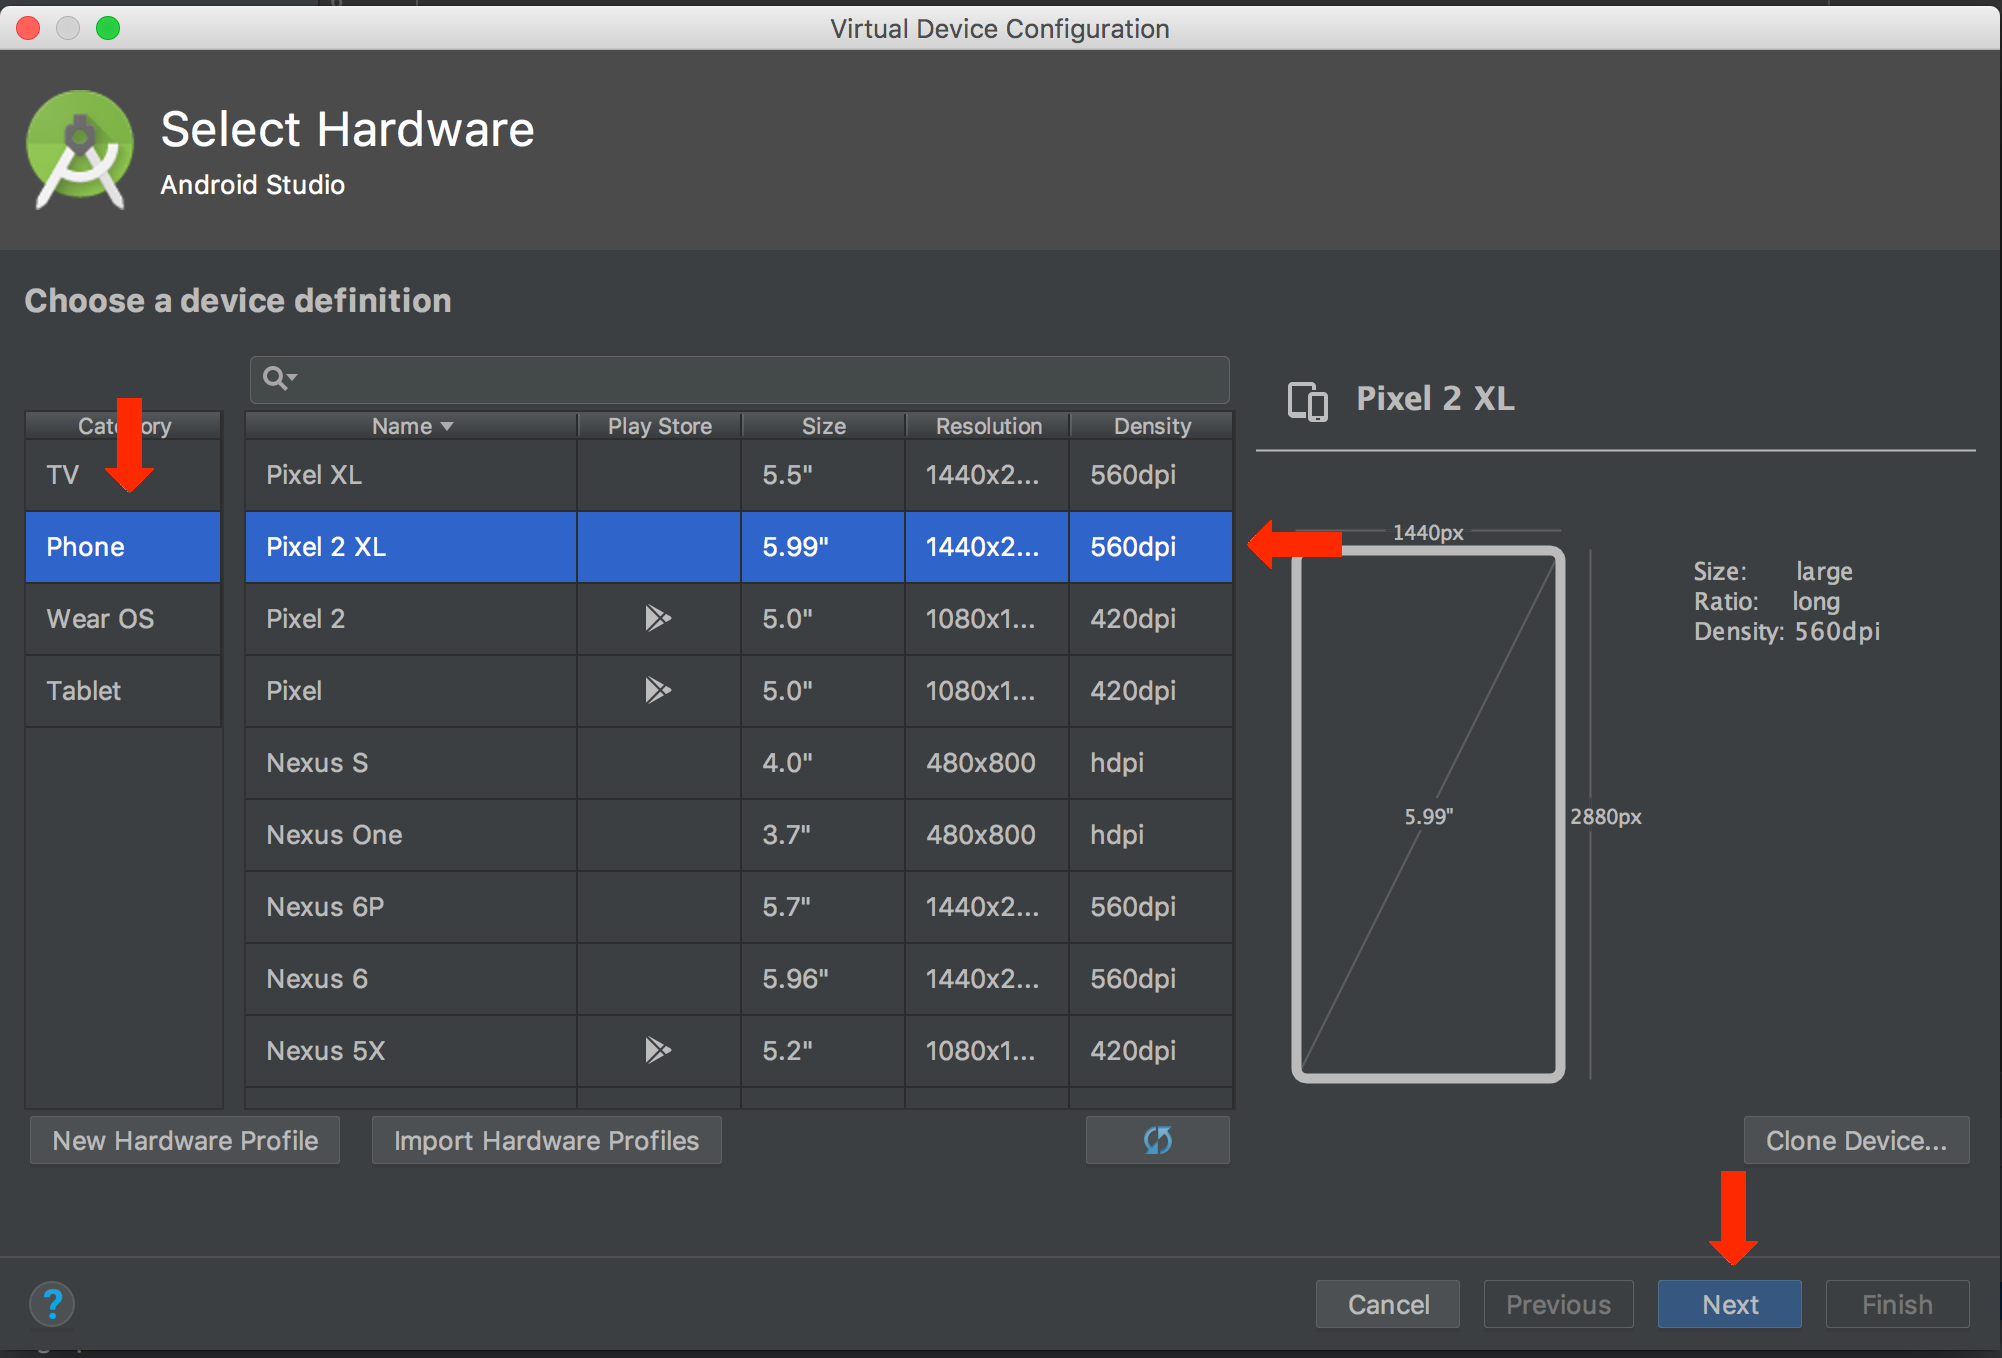 Virtual Device Configuration
Select Hardware
Android Studio
Choose a device definition
Name Play Store Size Resolution Density
TV
Phone
Wear OS
Tablet
Pixel XL 5.5" 1440x2... 560dpi
Pixel 2 XL 5.99" 1440x2... 560dpi
Pixel 2 5.0" 1080x1... 420dpi
Pixel 5.0" 1080x1... 420dpi
Nexus S 4.0" 480x800 hdpi
Nexus One 3.7" 480x800 hdpi
Nexus 6P 5.7" 1440x2... 560dpi
Nexus 6 5.96" 1440x2... 560dpi
Nexus 5X 5.2" 1080x1... 420dpi
Pixel 2 XL
1440px
5.99"
2880px
Size: large
Ratio: long
Density: 560dpi
New Hardware Profile Import Hardware Profiles Clone Device...
? Cancel Previous Next Finish